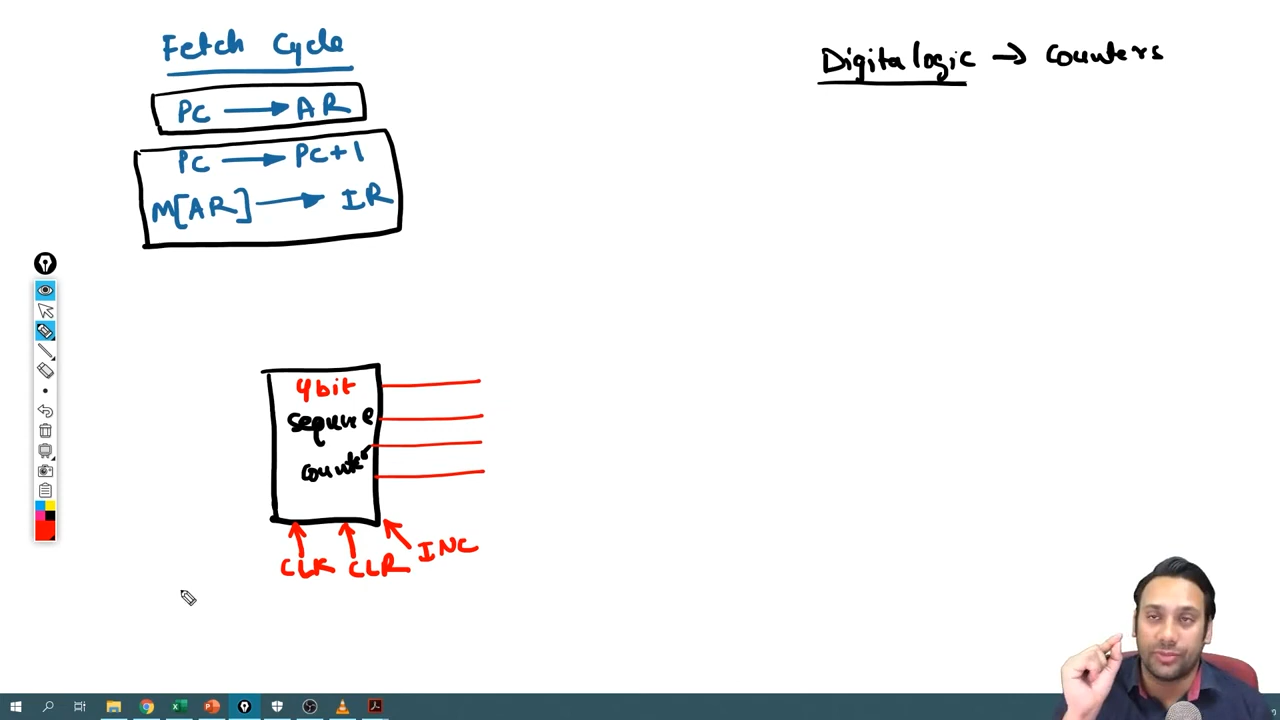 Fetch Cycle
PC → AR
PC → PC+1
M[AR] → IR
Digitalogic → Counters
4bit
sequence
counter
CLK CLR INC